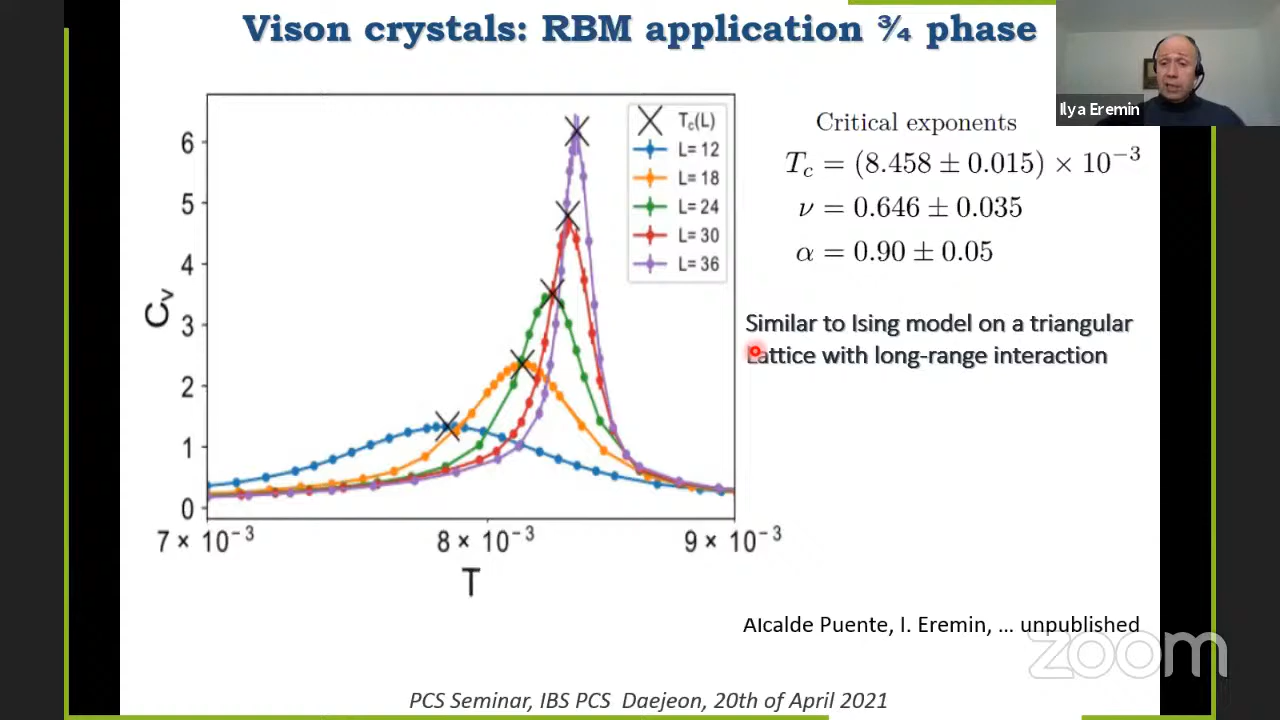 Vison crystals: RBM application ¾ phase
Ilya Eremin
6
5
4
3
2
1
0
Cv
7 × 10⁻³
8 × 10⁻³
9 × 10⁻³
T
Tc(L)
L= 12
L= 18
L= 24
L= 30
L= 36
Critical exponents
Tc = (8.458 ± 0.015) × 10⁻³
ν = 0.646 ± 0.035
α = 0.90 ± 0.05
Similar to Ising model on a triangular
Lattice with long-range interaction
Alcalde Puente, I. Eremin, ... unpublished
zoom
PCS Seminar, IBS PCS Daejeon, 20th of April 2021